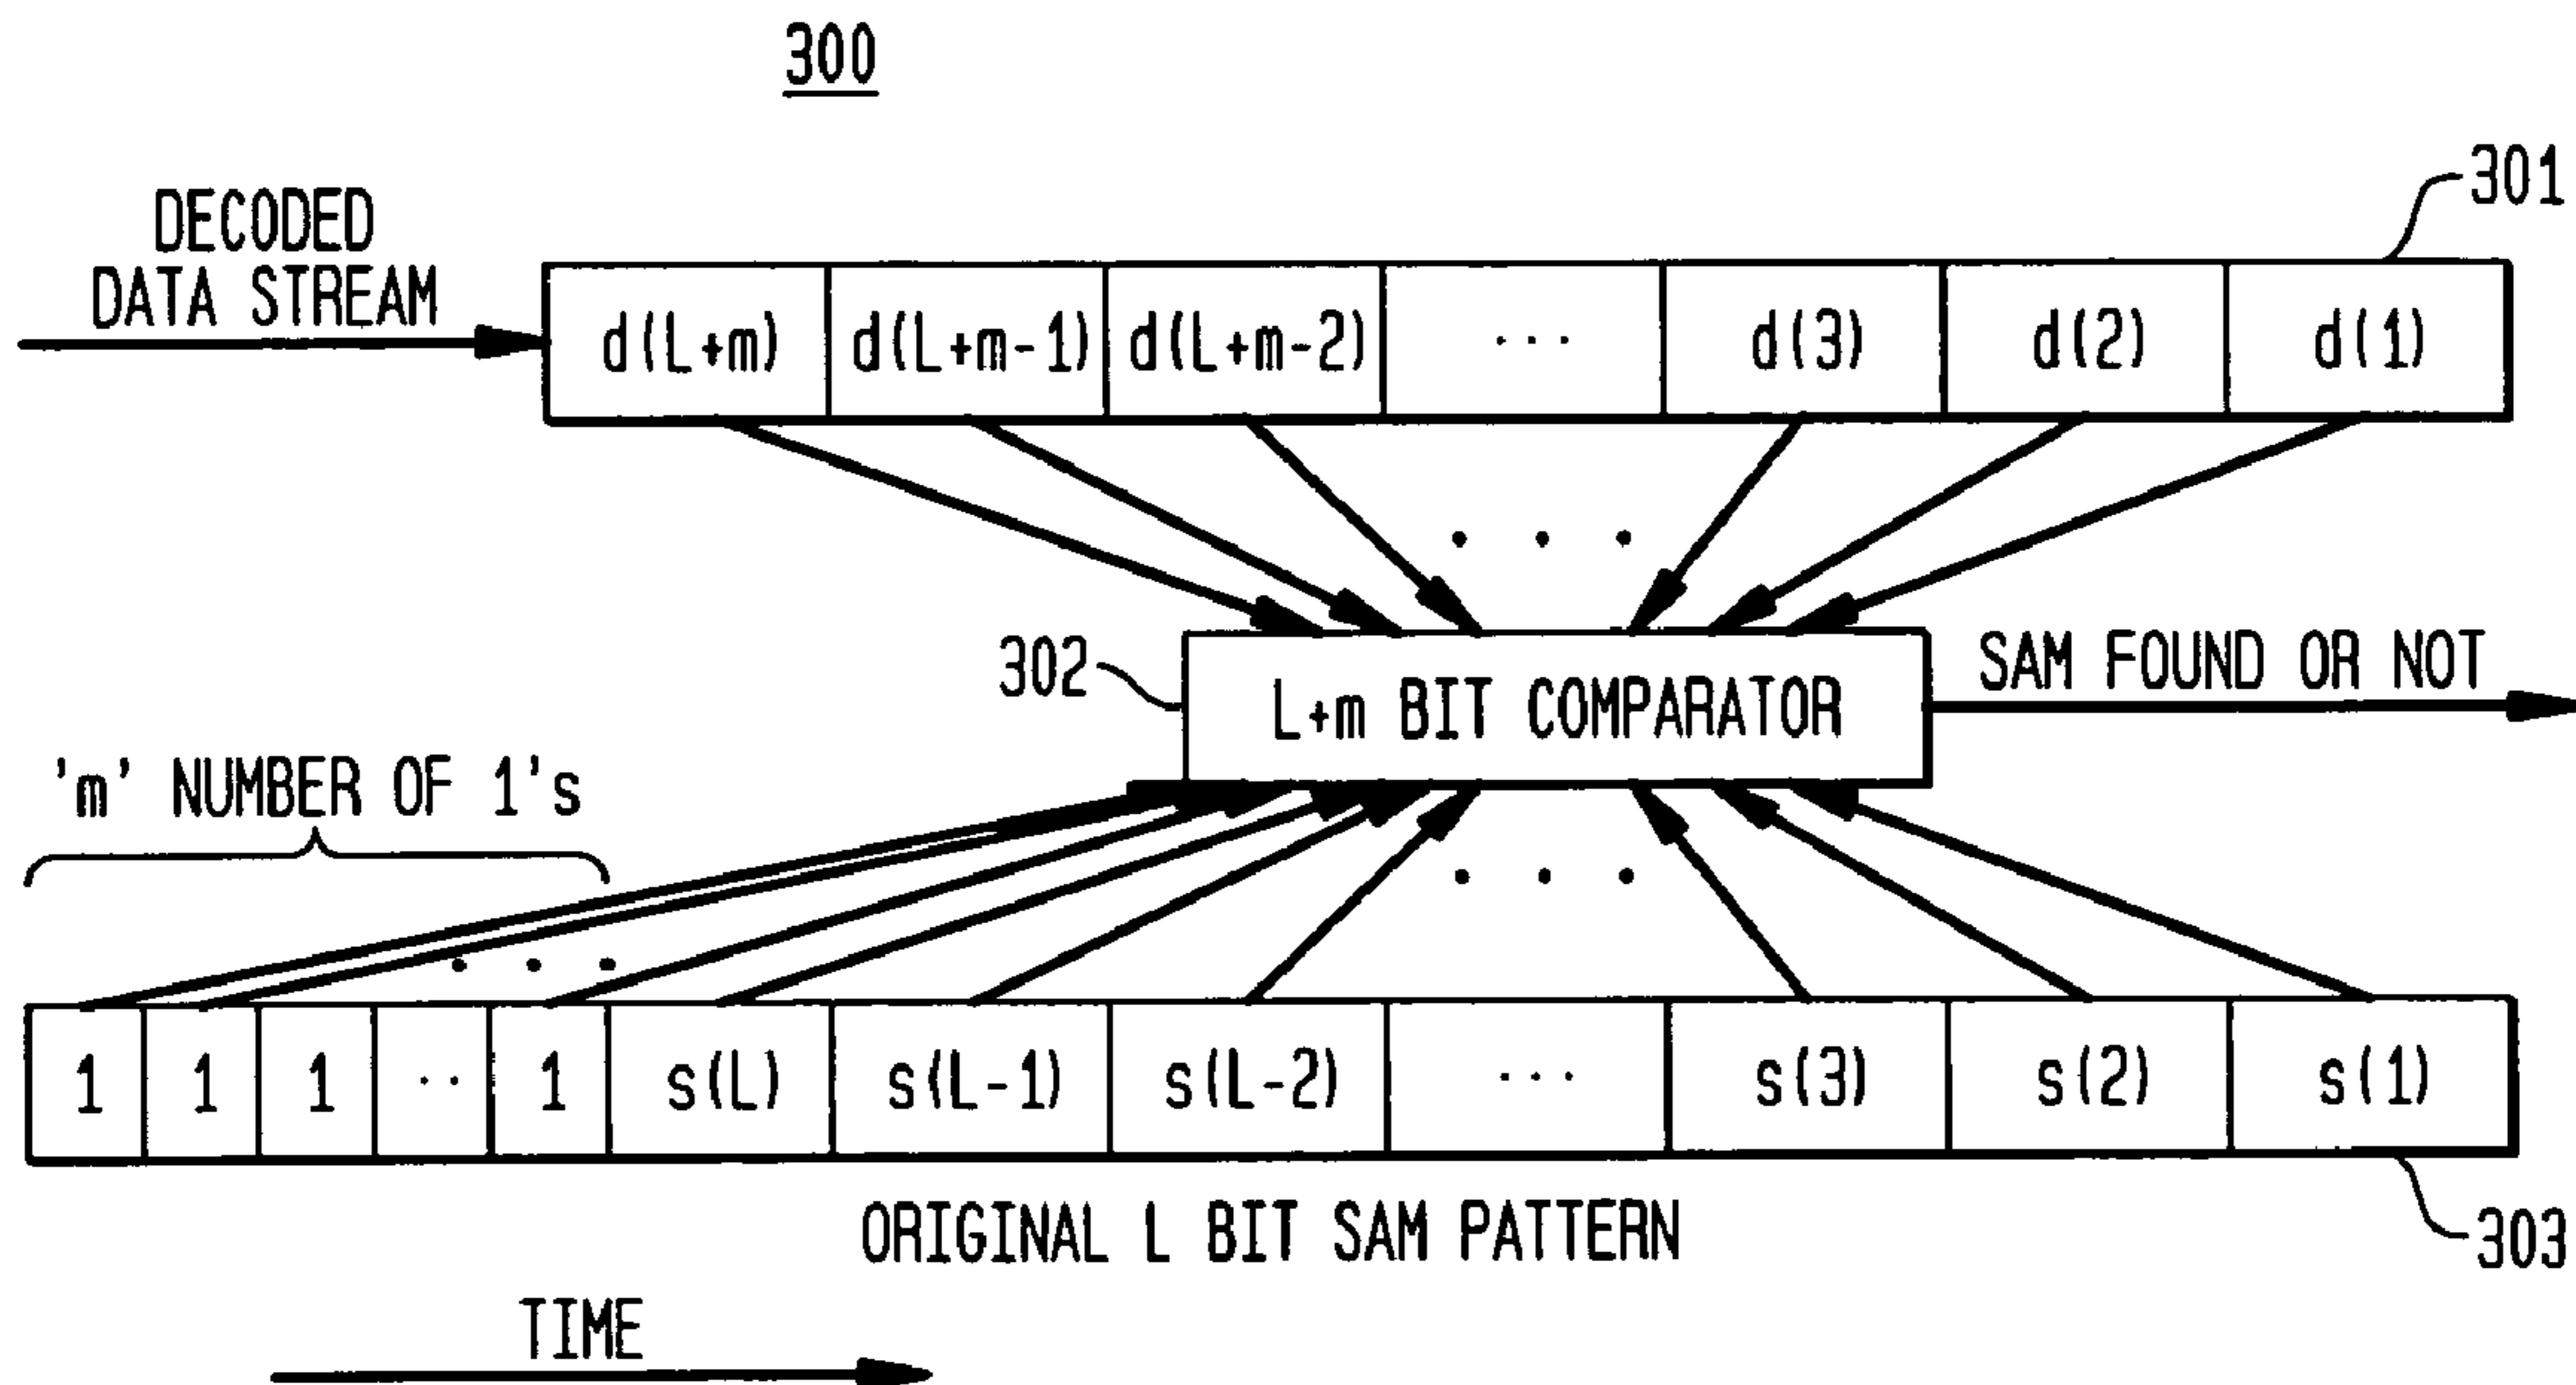 300
301
DECODED
DATA STREAM
d(L+m) d(L+m-1) d(L+m-2) ... d(3) d(2) d(1)
302
L+m BIT COMPARATOR
SAM FOUND OR NOT
'm' NUMBER OF 1's
1 1 1 .. 1 s(L) s(L-1) s(L-2) ... s(3) s(2) s(1)
ORIGINAL L BIT SAM PATTERN
303
TIME